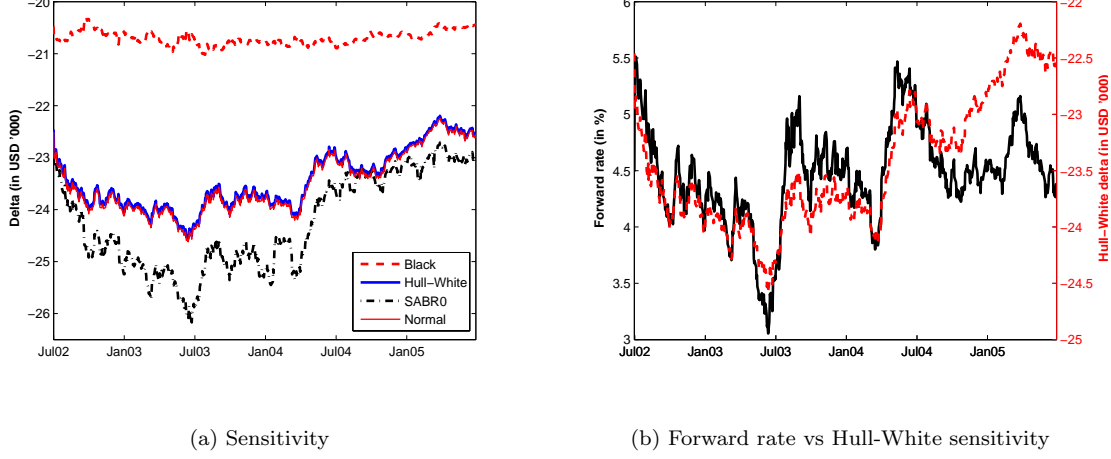 −20
−21
−22
−23
−24
−25
−26
Delta (in USD '000)
Jul02 Jan03 Jul03 Jan04 Jul04 Jan05
Black
Hull−White
SABR0
Normal
(a) Sensitivity
6
5.5
5
4.5
4
3.5
3
Forward rate (in %)
Jul02 Jan03 Jul03 Jan04 Jul04 Jan05
−22
−22.5
−23
−23.5
−24
−24.5
−25
Hull−White delta (in USD '000)
(b) Forward rate vs Hull-White sensitivity